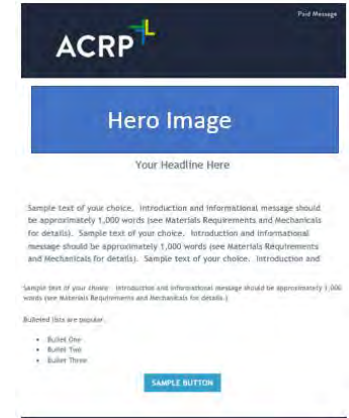 Paid Message
ACRP
Hero Image
Your Headline Here
Sample text of your choice. Introduction and informational message should
be approximately 1,000 words (see Materials Requirements and Mechanicals
for details). Sample text of your choice. Introduction and informational
message should be approximately 1,000 words (see Materials Requirements
and Mechanicals for details). Sample text of your choice. Introduction and
Sample text of your choice. Introduction and informational message should be approximately 1,000
words (see Materials Requirements and Mechanicals for details.)
Bulleted lists are popular.
• Bullet One
• Bullet Two
• Bullet Three
SAMPLE BUTTON